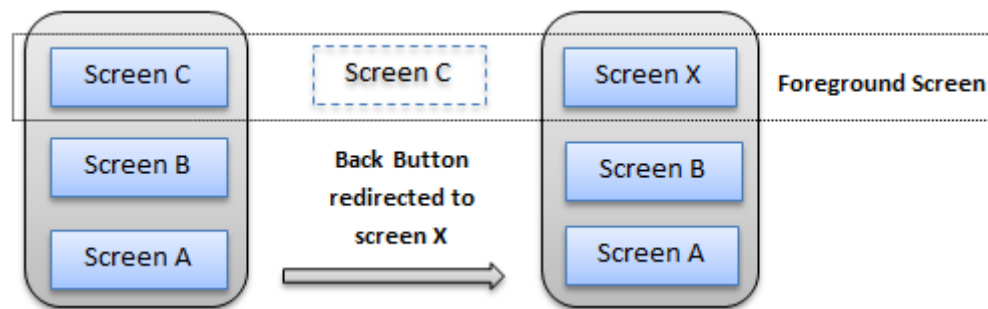 Screen C
Screen C
Screen X
Foreground Screen
Screen B
Back Button
redirected to
screen X
Screen B
Screen A
Screen A